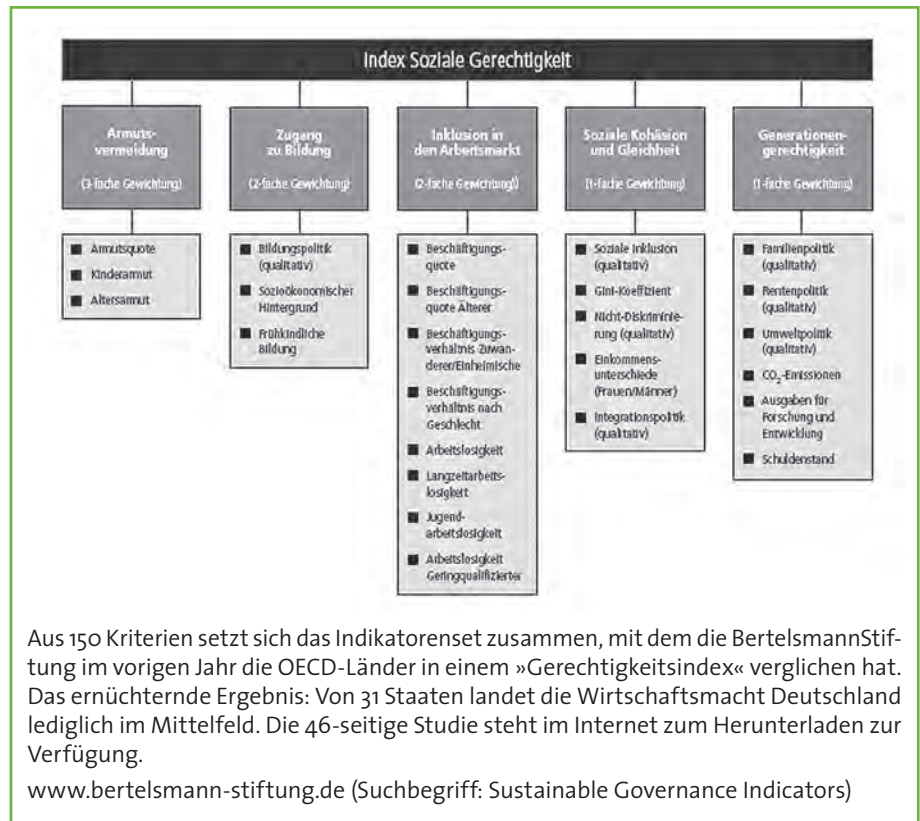 Index Soziale Gerechtigkeit
Armuts-
vermeidung
(3-fache Gewichtung)
Armutsquote
Kinderarmut
Altersarmut
Zugang
zu Bildung
(2-fache Gewichtung)
Bildungspolitik
(qualitativ)
Sozioökonomischer
Hintergrund
Frühkindliche
Bildung
Inklusion in
den Arbeitsmarkt
(2-fache Gewichtung)
Beschäftigungs-
quote
Beschäftigungs-
quote Älterer
Beschäftigungs-
verhältnis Zuwan-
derer/Einheimische
Beschäftigungs-
verhältnis nach
Geschlecht
Arbeitslosigkeit
Langzeitarbeits-
losigkeit
Jugend-
arbeitslosigkeit
Arbeitslosigkeit
Geringqualifizierter
Soziale Kohäsion
und Gleichheit
(1-fache Gewichtung)
Soziale Inklusion
(qualitativ)
Gini-Koeffizient
Nicht-Diskriminie-
rung (qualitativ)
Einkommens-
unterschiede
(Frauen/Männer)
Integrationspolitik
(qualitativ)
Generationen-
gerechtigkeit
(1-fache Gewichtung)
Familienpolitik
(qualitativ)
Rentenpolitik
(qualitativ)
Umweltpolitik
(qualitativ)
CO₂-Emissionen
Ausgaben für
Forschung und
Entwicklung
Schuldenstand
Aus 150 Kriterien setzt sich das Indikatorenset zusammen, mit dem die BertelsmannStif-
tung im vorigen Jahr die OECD-Länder in einem »Gerechtigkeitsindex« verglichen hat.
Das ernüchternde Ergebnis: Von 31 Staaten landet die Wirtschaftsmacht Deutschland
lediglich im Mittelfeld. Die 46-seitige Studie steht im Internet zum Herunterladen zur
Verfügung.
www.bertelsmann-stiftung.de (Suchbegriff: Sustainable Governance Indicators)